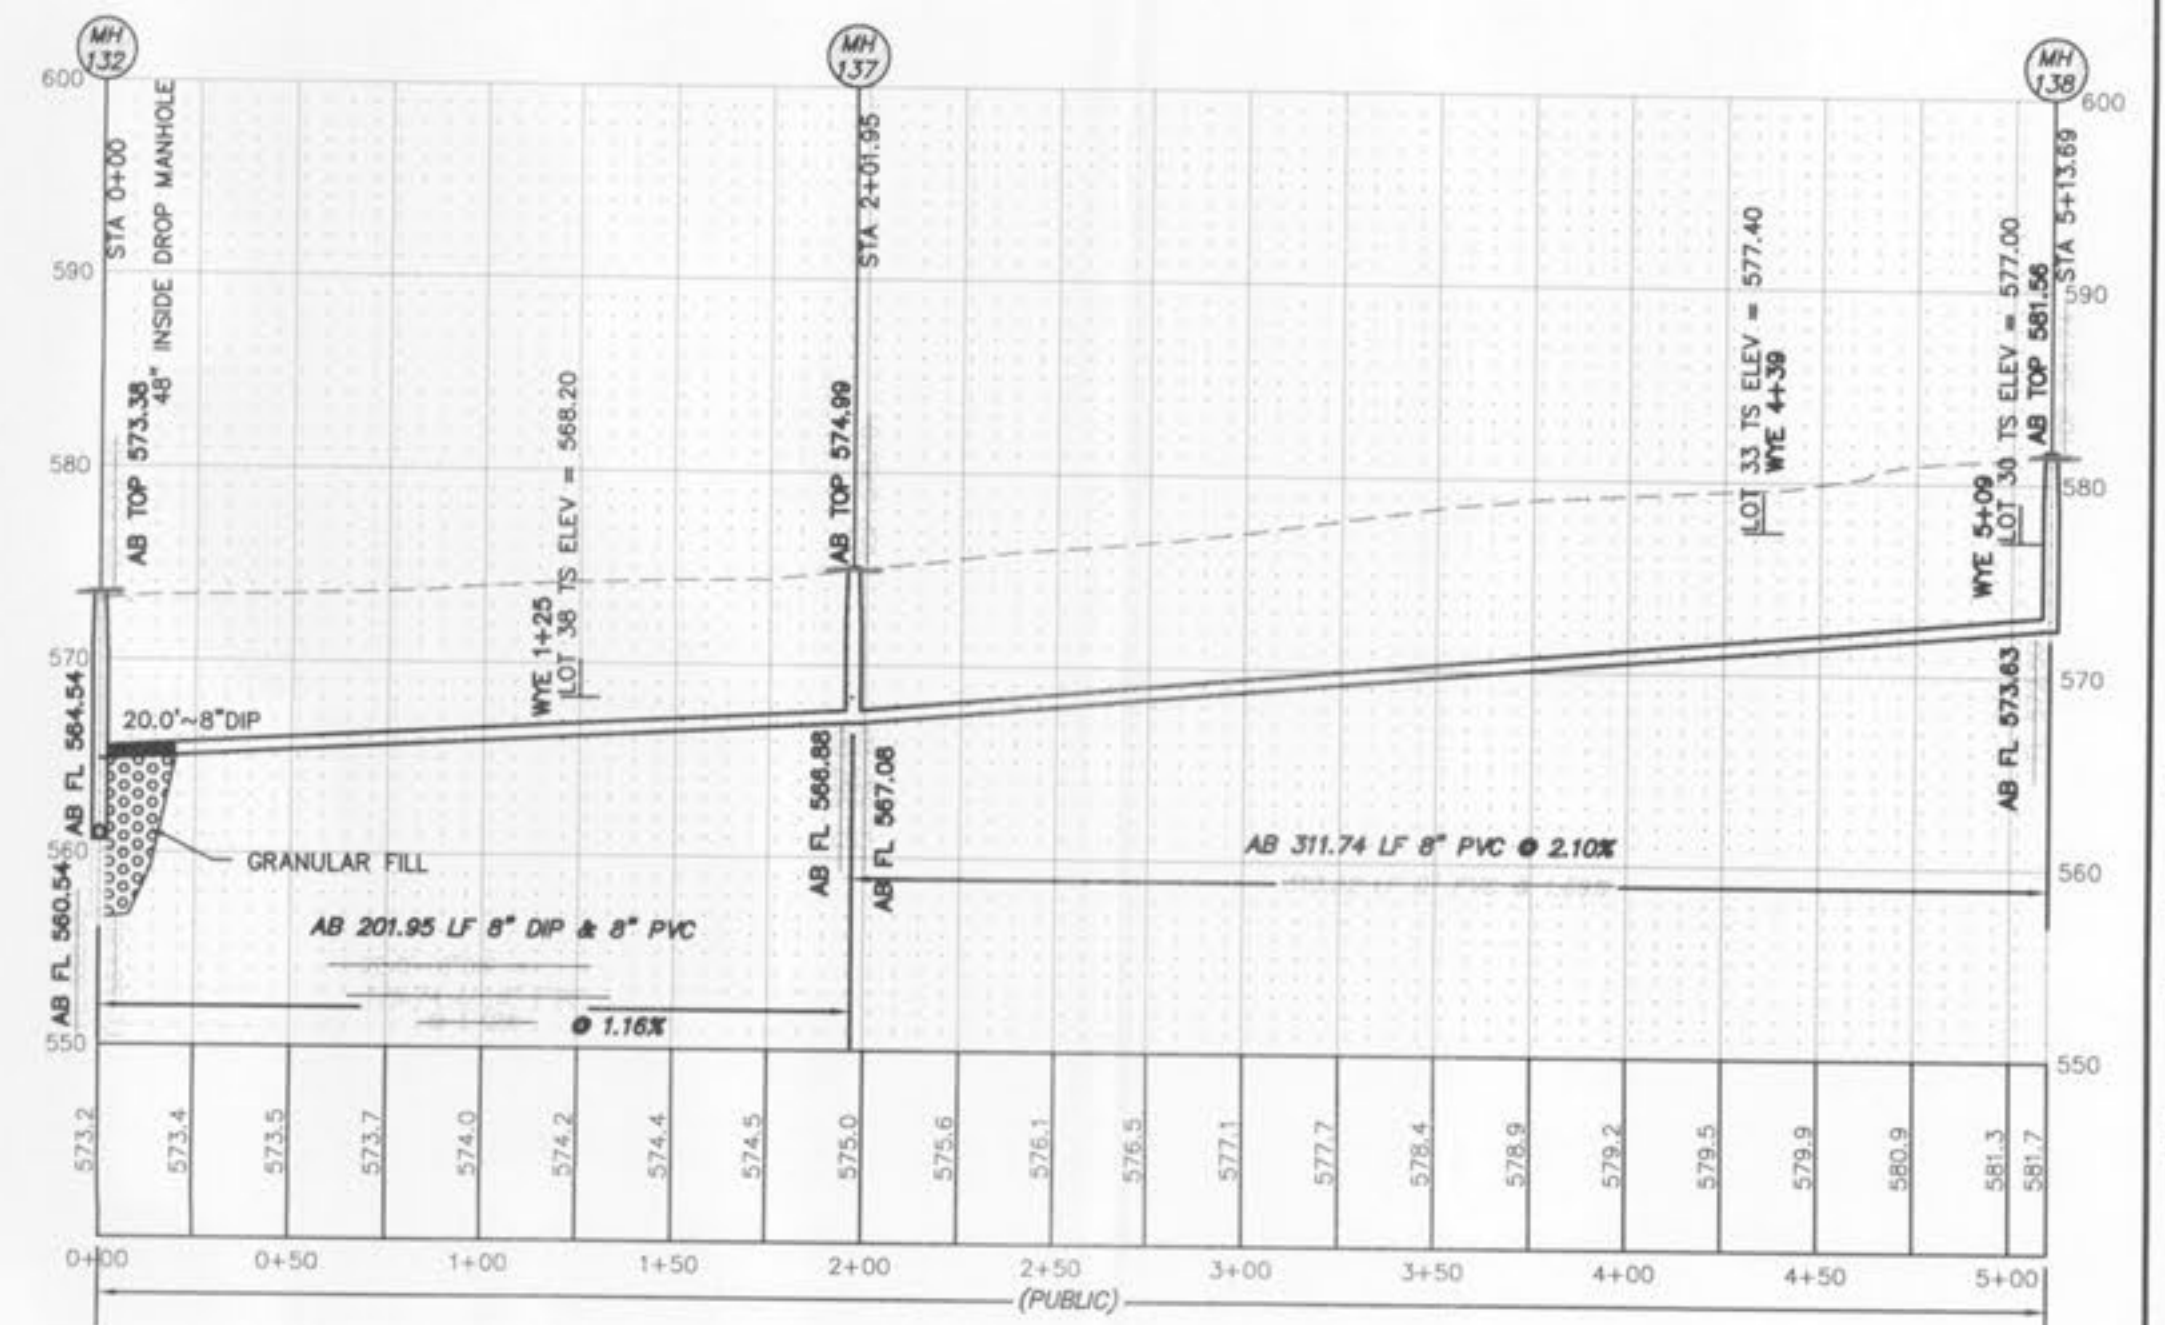 MH
132
MH
137
MH
138
600
590
580
570
560
550
600
590
580
570
560
550
STA 0+00
48" INSIDE DROP MANHOLE
AB TOP 573.38
STA 2+01.95
AB TOP 574.99
STA 5+13.69
AB TOP 581.56
WYE 1+25
LOT 38 TS ELEV = 568.20
LOT 33 TS ELEV = 577.40
WYE 4+39
WYE 5+09
LOT 30 TS ELEV = 577.00
20.0'~8"DIP
AB FL 564.54
AB FL 560.54
GRANULAR FILL
AB FL 566.88
AB FL 567.08
AB FL 573.63
AB 311.74 LF 8" PVC @ 2.10%
AB 201.95 LF 8" DIP & 8" PVC
@ 1.16%
573.2
573.4
573.5
573.7
574.0
574.2
574.4
574.5
575.0
575.6
576.1
576.5
577.1
577.7
578.4
578.9
579.2
579.5
579.9
580.9
581.3
581.7
0+00
0+50
1+00
1+50
2+00
2+50
3+00
3+50
4+00
4+50
5+00
(PUBLIC)